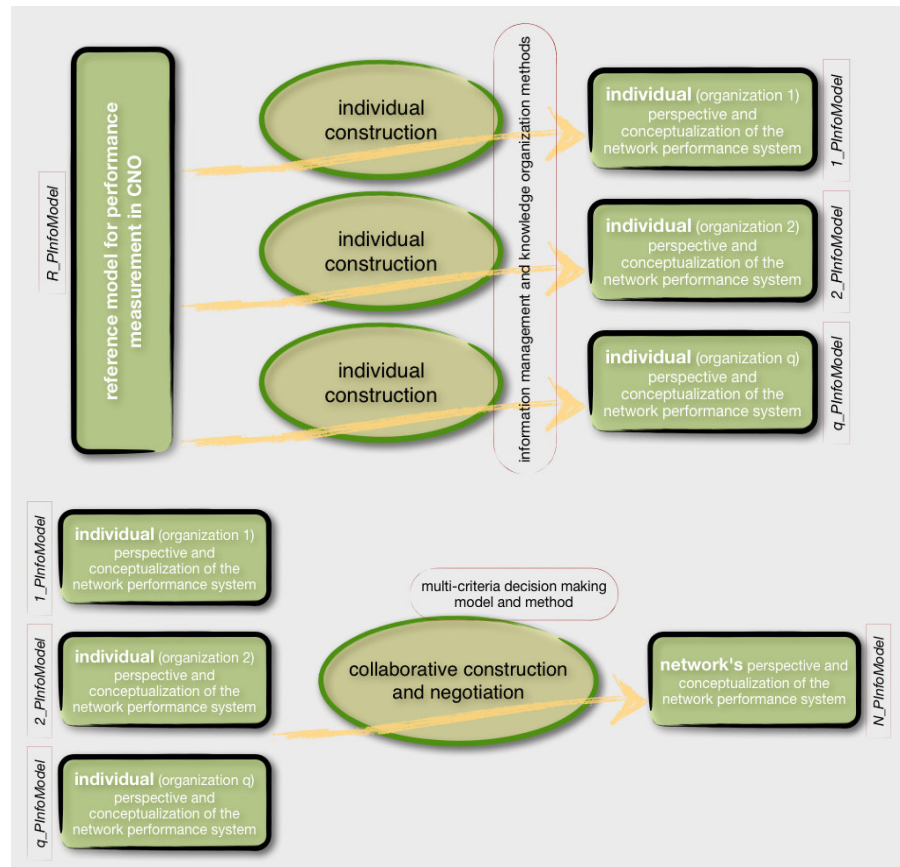 R_PInfoModel
reference model for performance
measurement in CNO
individual
construction
individual
construction
individual
construction
information management and knowledge organization methods
individual (organization 1)
perspective and
conceptualization of the
network performance system
1_PInfoModel
individual (organization 2)
perspective and
conceptualization of the
network performance system
2_PInfoModel
individual (organization q)
perspective and
conceptualization of the
network performance system
q_PInfoModel
1_PInfoModel
individual (organization 1)
perspective and
conceptualization of the
network performance system
2_PInfoModel
individual (organization 2)
perspective and
conceptualization of the
network performance system
q_PInfoModel
individual (organization q)
perspective and
conceptualization of the
network performance system
multi-criteria decision making
model and method
collaborative construction
and negotiation
network's perspective and
conceptualization of the
network performance system
N_PInfoModel